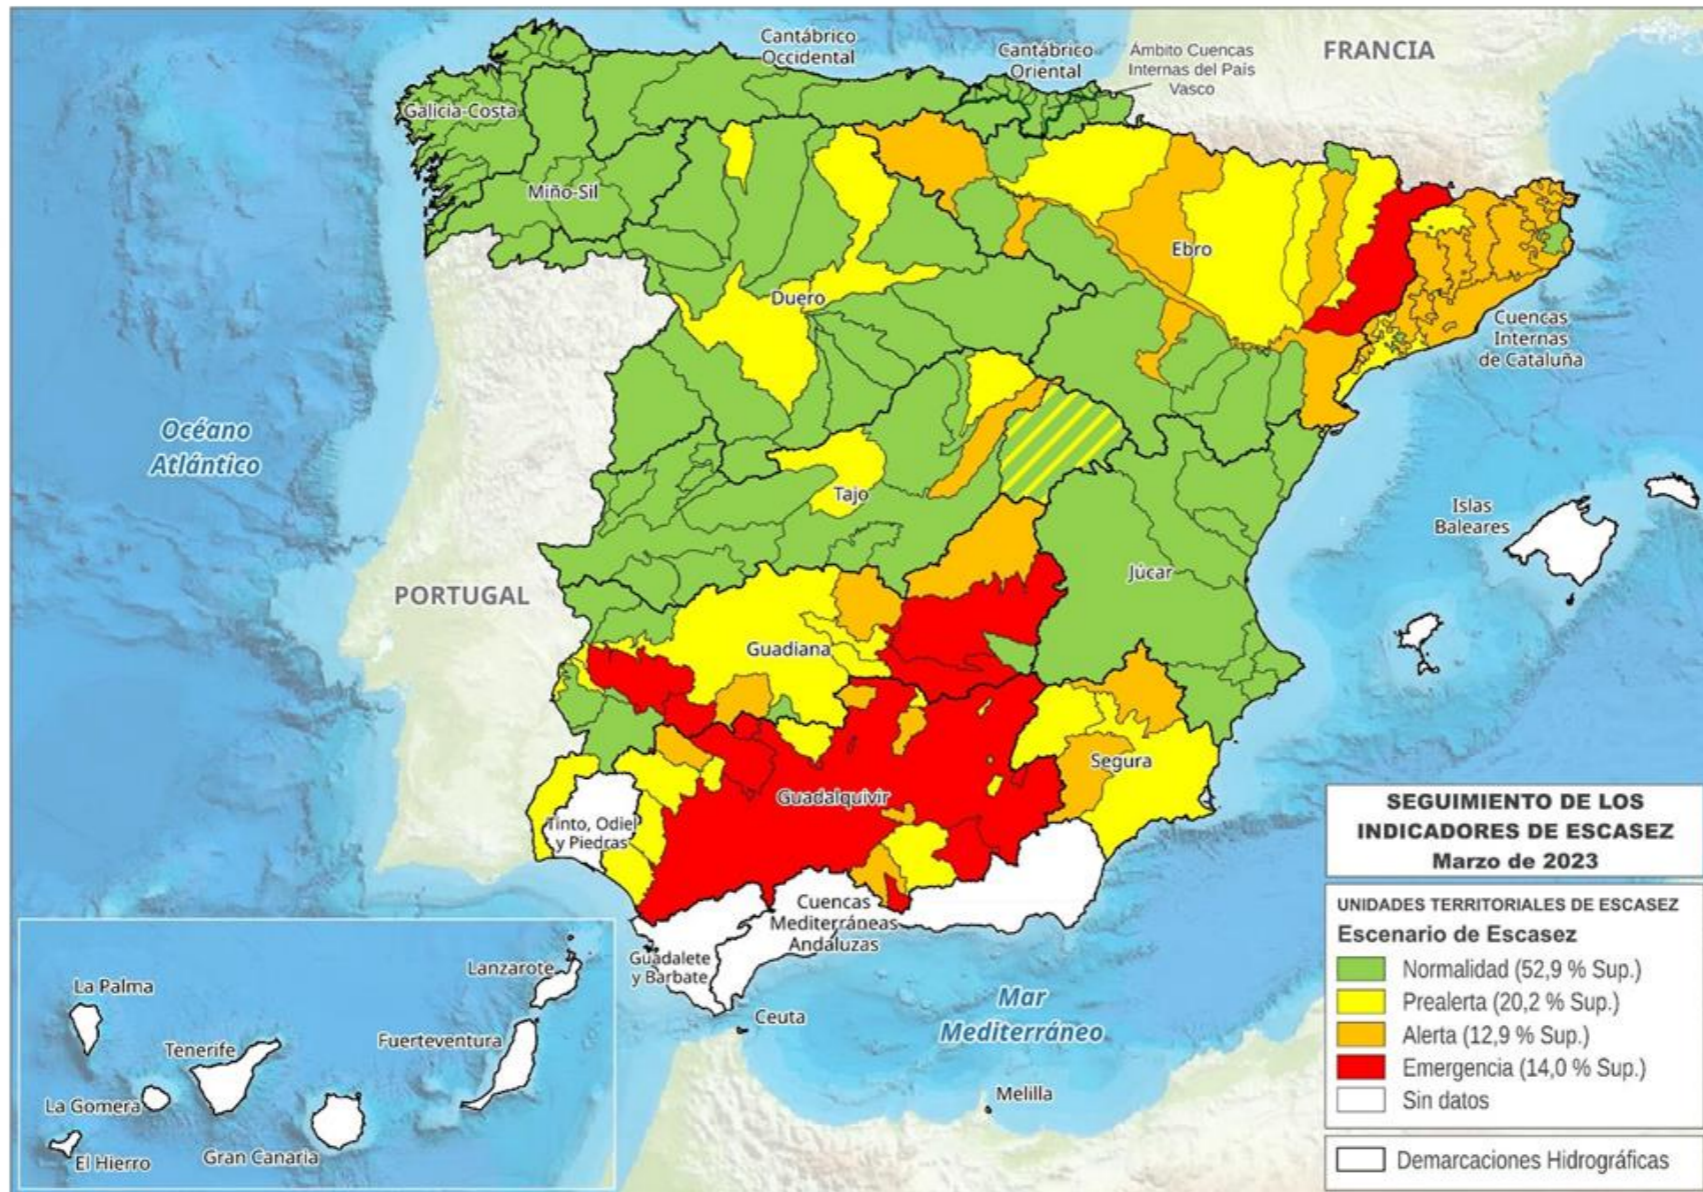 Cantábrico
Occidental
Cantábrico
Oriental
Ámbito Cuencas
Internas del País
Vasco
FRANCIA
Galicia-Costa
Miño-Sil
Ebro
Duero
Cuencas
Internas
de Cataluña
Océano
Atlántico
Tajo
Islas
Baleares
Júcar
PORTUGAL
Guadiana
Segura
Guadalquivir
Tinto, Odiel
y Piedras
Cuencas
Mediterráneas
Andaluzas
Guadalete
y Barbate
Ceuta
Mar
Mediterráneo
Melilla
La Palma
Lanzarote
Tenerife
Fuerteventura
La Gomera
El Hierro
Gran Canaria
SEGUIMIENTO DE LOS
INDICADORES DE ESCASEZ
Marzo de 2023
UNIDADES TERRITORIALES DE ESCASEZ
Escenario de Escasez
Normalidad (52,9 % Sup.)
Prealerta (20,2 % Sup.)
Alerta (12,9 % Sup.)
Emergencia (14,0 % Sup.)
Sin datos
Demarcaciones Hidrográficas